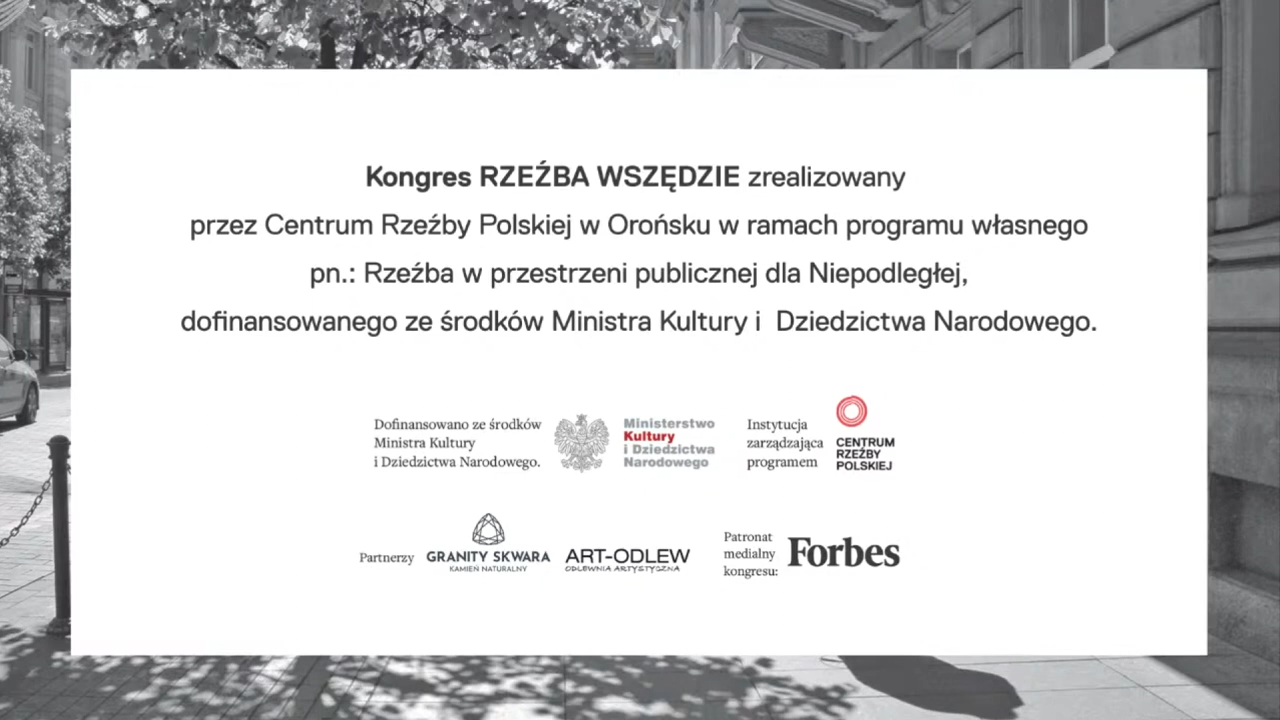 Kongres RZEŹBA WSZĘDZIE zrealizowany
przez Centrum Rzeźby Polskiej w Orońsku w ramach programu własnego
pn.: Rzeźba w przestrzeni publicznej dla Niepodległej,
dofinansowanego ze środków Ministra Kultury i Dziedzictwa Narodowego.
Dofinansowano ze środków
Ministra Kultury
i Dziedzictwa Narodowego.
Ministerstwo
Kultury
i Dziedzictwa
Narodowego
Instytucja
zarządzająca
programem
CENTRUM
RZEŹBY
POLSKIEJ
Partnerzy
GRANITY SKWARA
KAMIEŃ NATURALNY
ART-ODLEW
ODLEWNIA ARTYSTYCZNA
Patronat
medialny
kongresu:
Forbes